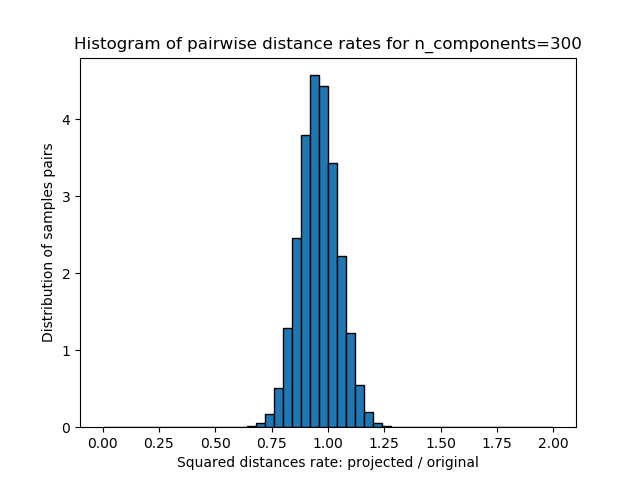 Histogram of pairwise distance rates for n_components=300
Distribution of samples pairs
4
3
2
1
0
0.00 0.25 0.50 0.75 1.00 1.25 1.50 1.75 2.00
Squared distances rate: projected / original